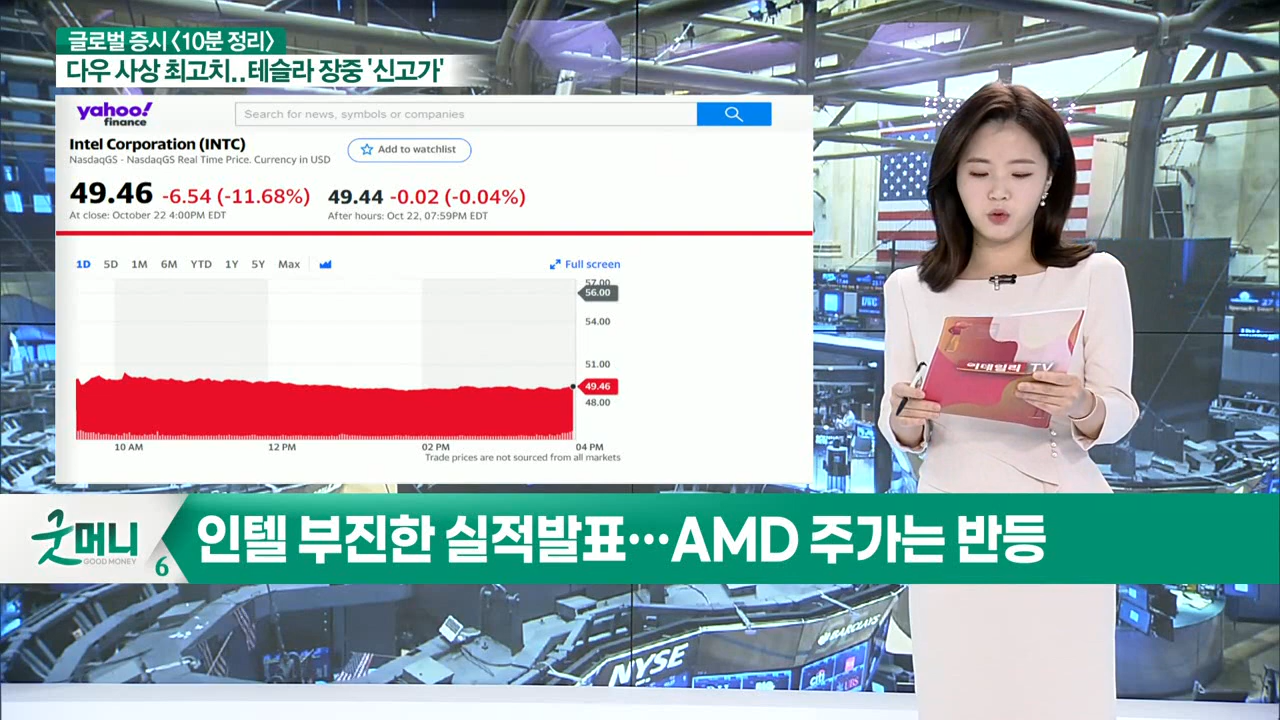 글로벌 증시 <10분 정리>
다우 사상 최고치..테슬라 장중 '신고가'
yahoo!
finance
Search for news, symbols or companies
Intel Corporation (INTC)
NasdaqGS · NasdaqGS Real Time Price. Currency in USD
Add to watchlist
49.46 -6.54 (-11.68%)
At close: October 22 4:00PM EDT
49.44 -0.02 (-0.04%)
After hours: Oct 22, 07:59PM EDT
1D 5D 1M 6M YTD 1Y 5Y Max
Full screen
57.00
56.00
54.00
51.00
49.46
48.00
10 AM 12 PM 02 PM 04 PM
Trade prices are not sourced from all markets
이데일리 TV
굿머니
GOOD MONEY
6
인텔 부진한 실적발표…AMD 주가는 반등
NYSE
BARCLAYS
citi
UBS